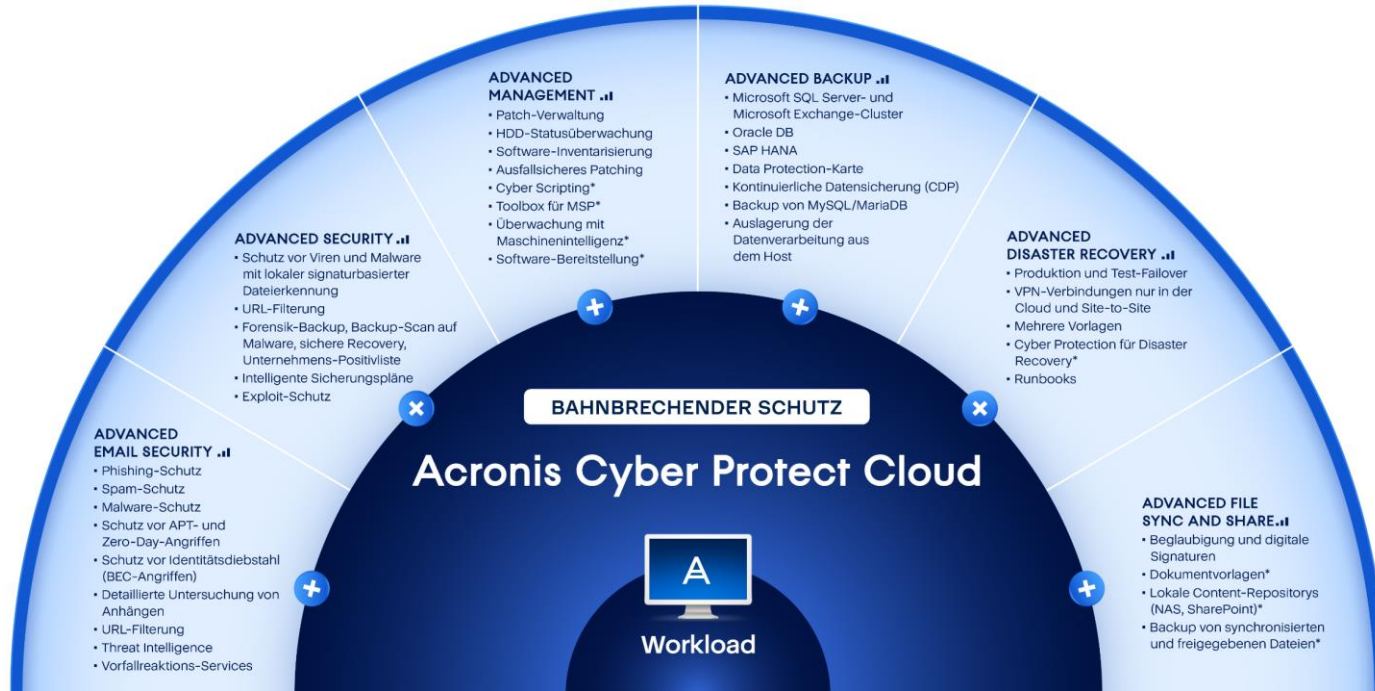 ADVANCED
MANAGEMENT
• Patch-Verwaltung
• HDD-Statusüberwachung
• Software-Inventarisierung
• Ausfallsicheres Patching
• Cyber Scripting*
• Toolbox für MSP*
• Überwachung mit
Maschinenintelligenz*
• Software-Bereitstellung*
ADVANCED BACKUP
• Microsoft SQL Server- und
Microsoft Exchange-Cluster
• Oracle DB
• SAP HANA
• Data Protection-Karte
• Kontinuierliche Datensicherung (CDP)
• Backup von MySQL/MariaDB
• Auslagerung der
Datenverarbeitung aus
dem Host
ADVANCED SECURITY
• Schutz vor Viren und Malware
mit lokaler signaturbasierter
Dateierkennung
• URL-Filterung
• Forensik-Backup, Backup-Scan auf
Malware, sichere Recovery,
Unternehmens-Positivliste
• Intelligente Sicherungspläne
• Exploit-Schutz
ADVANCED
DISASTER RECOVERY
• Produktion und Test-Failover
• VPN-Verbindungen nur in der
Cloud und Site-to-Site
• Mehrere Vorlagen
• Cyber Protection für Disaster
Recovery*
• Runbooks
ADVANCED
EMAIL SECURITY
• Phishing-Schutz
• Spam-Schutz
• Malware-Schutz
• Schutz vor APT- und
Zero-Day-Angriffen
• Schutz vor Identitätsdiebstahl
(BEC-Angriffen)
• Detaillierte Untersuchung von
Anhängen
• URL-Filterung
• Threat Intelligence
• Vorfallreaktions-Services
ADVANCED FILE
SYNC AND SHARE
• Beglaubigung und digitale
Signaturen
• Dokumentvorlagen*
• Lokale Content-Repositorys
(NAS, SharePoint)*
• Backup von synchronisierten
und freigegebenen Dateien*
BAHNBRECHENDER SCHUTZ
Acronis Cyber Protect Cloud
Workload